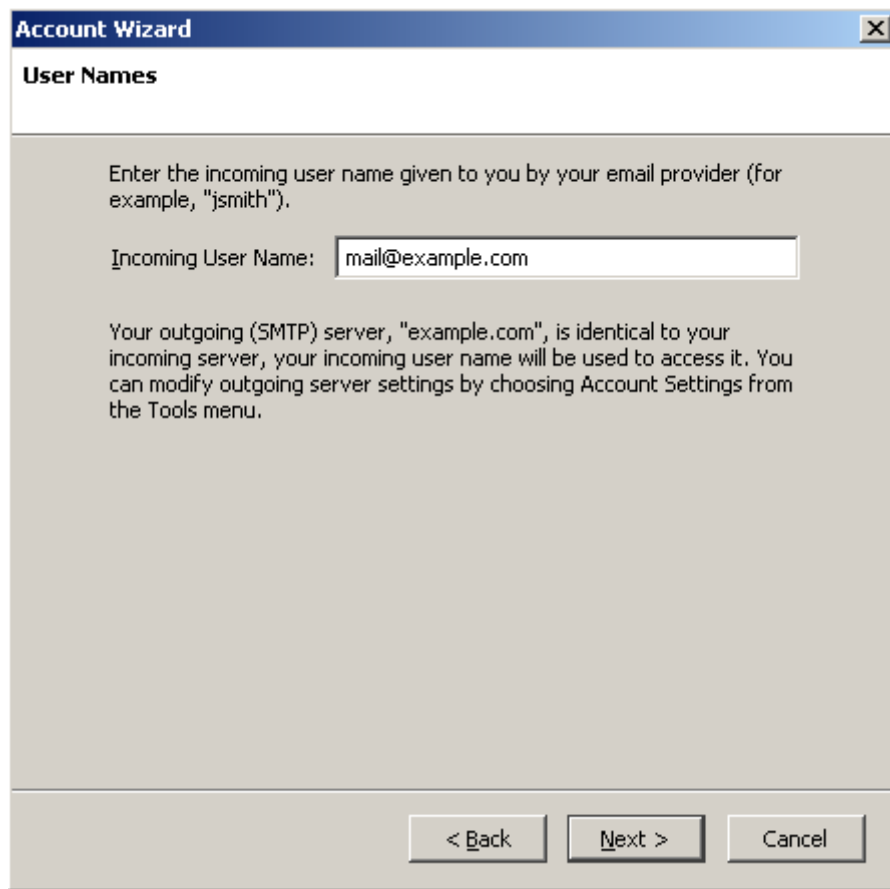 Account Wizard
User Names
Enter the incoming user name given to you by your email provider (for
example, "jsmith").
Incoming User Name: mail@example.com
Your outgoing (SMTP) server, "example.com", is identical to your
incoming server, your incoming user name will be used to access it. You
can modify outgoing server settings by choosing Account Settings from
the Tools menu.
< Back Next > Cancel